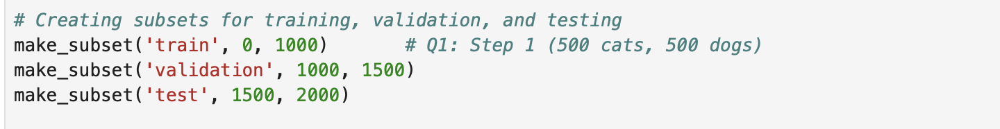 # Creating subsets for training, validation, and testing
make_subset('train', 0, 1000)       # Q1: Step 1 (500 cats, 500 dogs)
make_subset('validation', 1000, 1500)
make_subset('test', 1500, 2000)